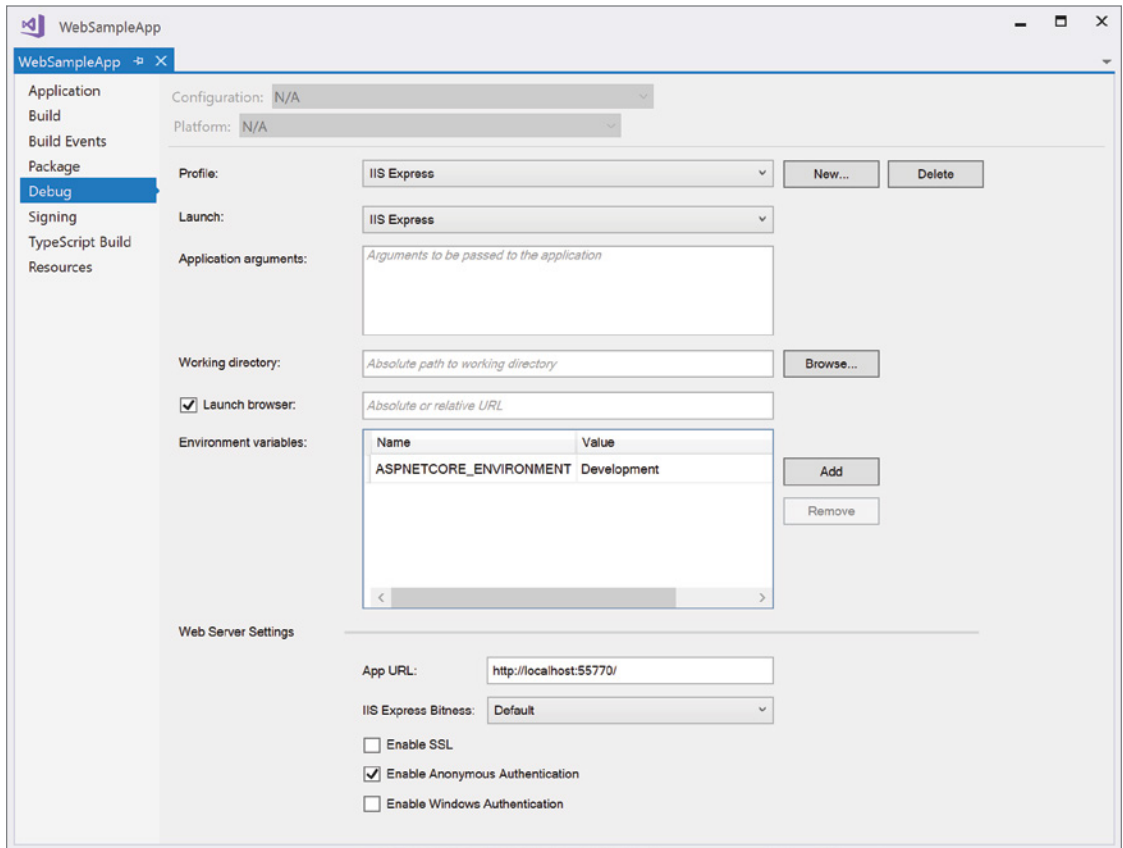 WebSampleApp
WebSampleApp
Application
Build
Build Events
Package
Debug
Signing
TypeScript Build
Resources
Configuration: N/A
Platform: N/A
Profile: IIS Express New... Delete
Launch: IIS Express
Application arguments: Arguments to be passed to the application
Working directory: Absolute path to working directory Browse...
Launch browser: Absolute or relative URL
Environment variables: Name Value
ASPNETCORE_ENVIRONMENT Development Add
Remove
Web Server Settings
App URL: http://localhost:55770/
IIS Express Bitness: Default
Enable SSL
Enable Anonymous Authentication
Enable Windows Authentication